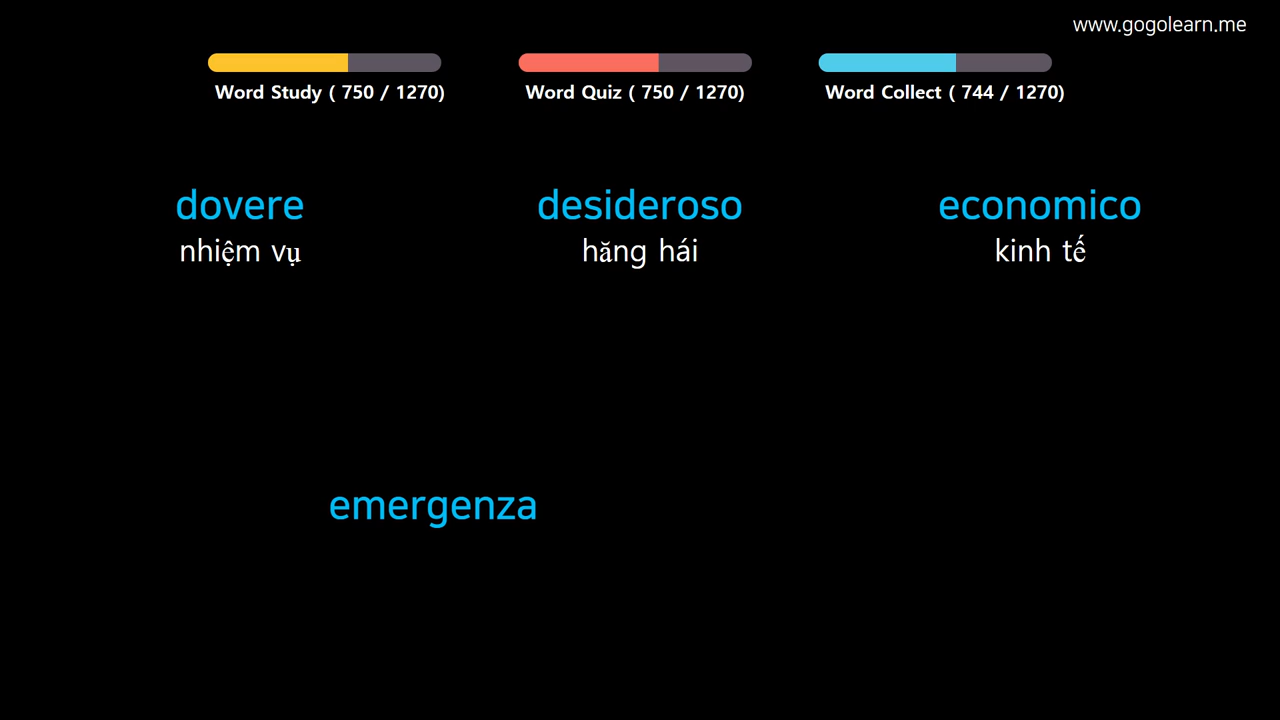 www.gogolearn.me
Word Study ( 750 / 1270)
Word Quiz ( 750 / 1270)
Word Collect ( 744 / 1270)
dovere
nhiệm vụ
desideroso
hăng hái
economico
kinh tế
emergenza